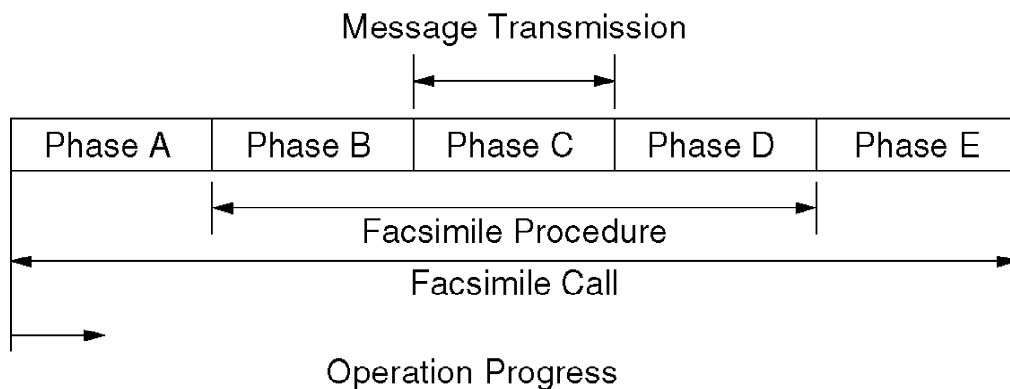 Message Transmission
Phase A Phase B Phase C Phase D Phase E
Facsimile Procedure
Facsimile Call
Operation Progress